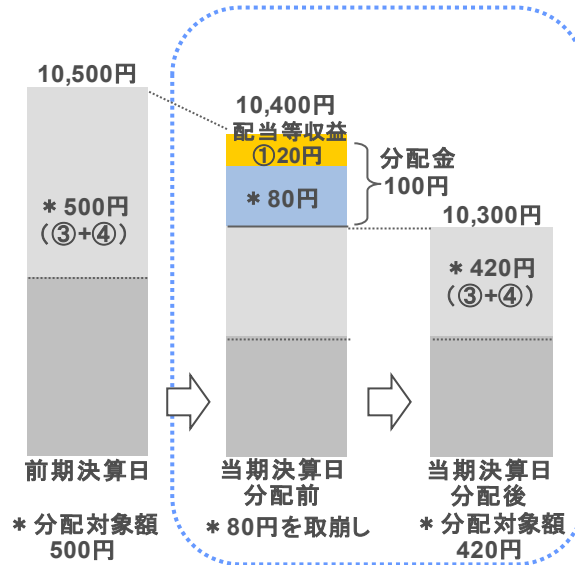 10,500円
*500円
(③+④)
前期決算日
*分配対象額
500円
10,400円
配当等収益
①20円
*80円
分配金
100円
当期決算日
分配前
*80円を取崩し
10,300円
*420円
(③+④)
当期決算日
分配後
*分配対象額
420円